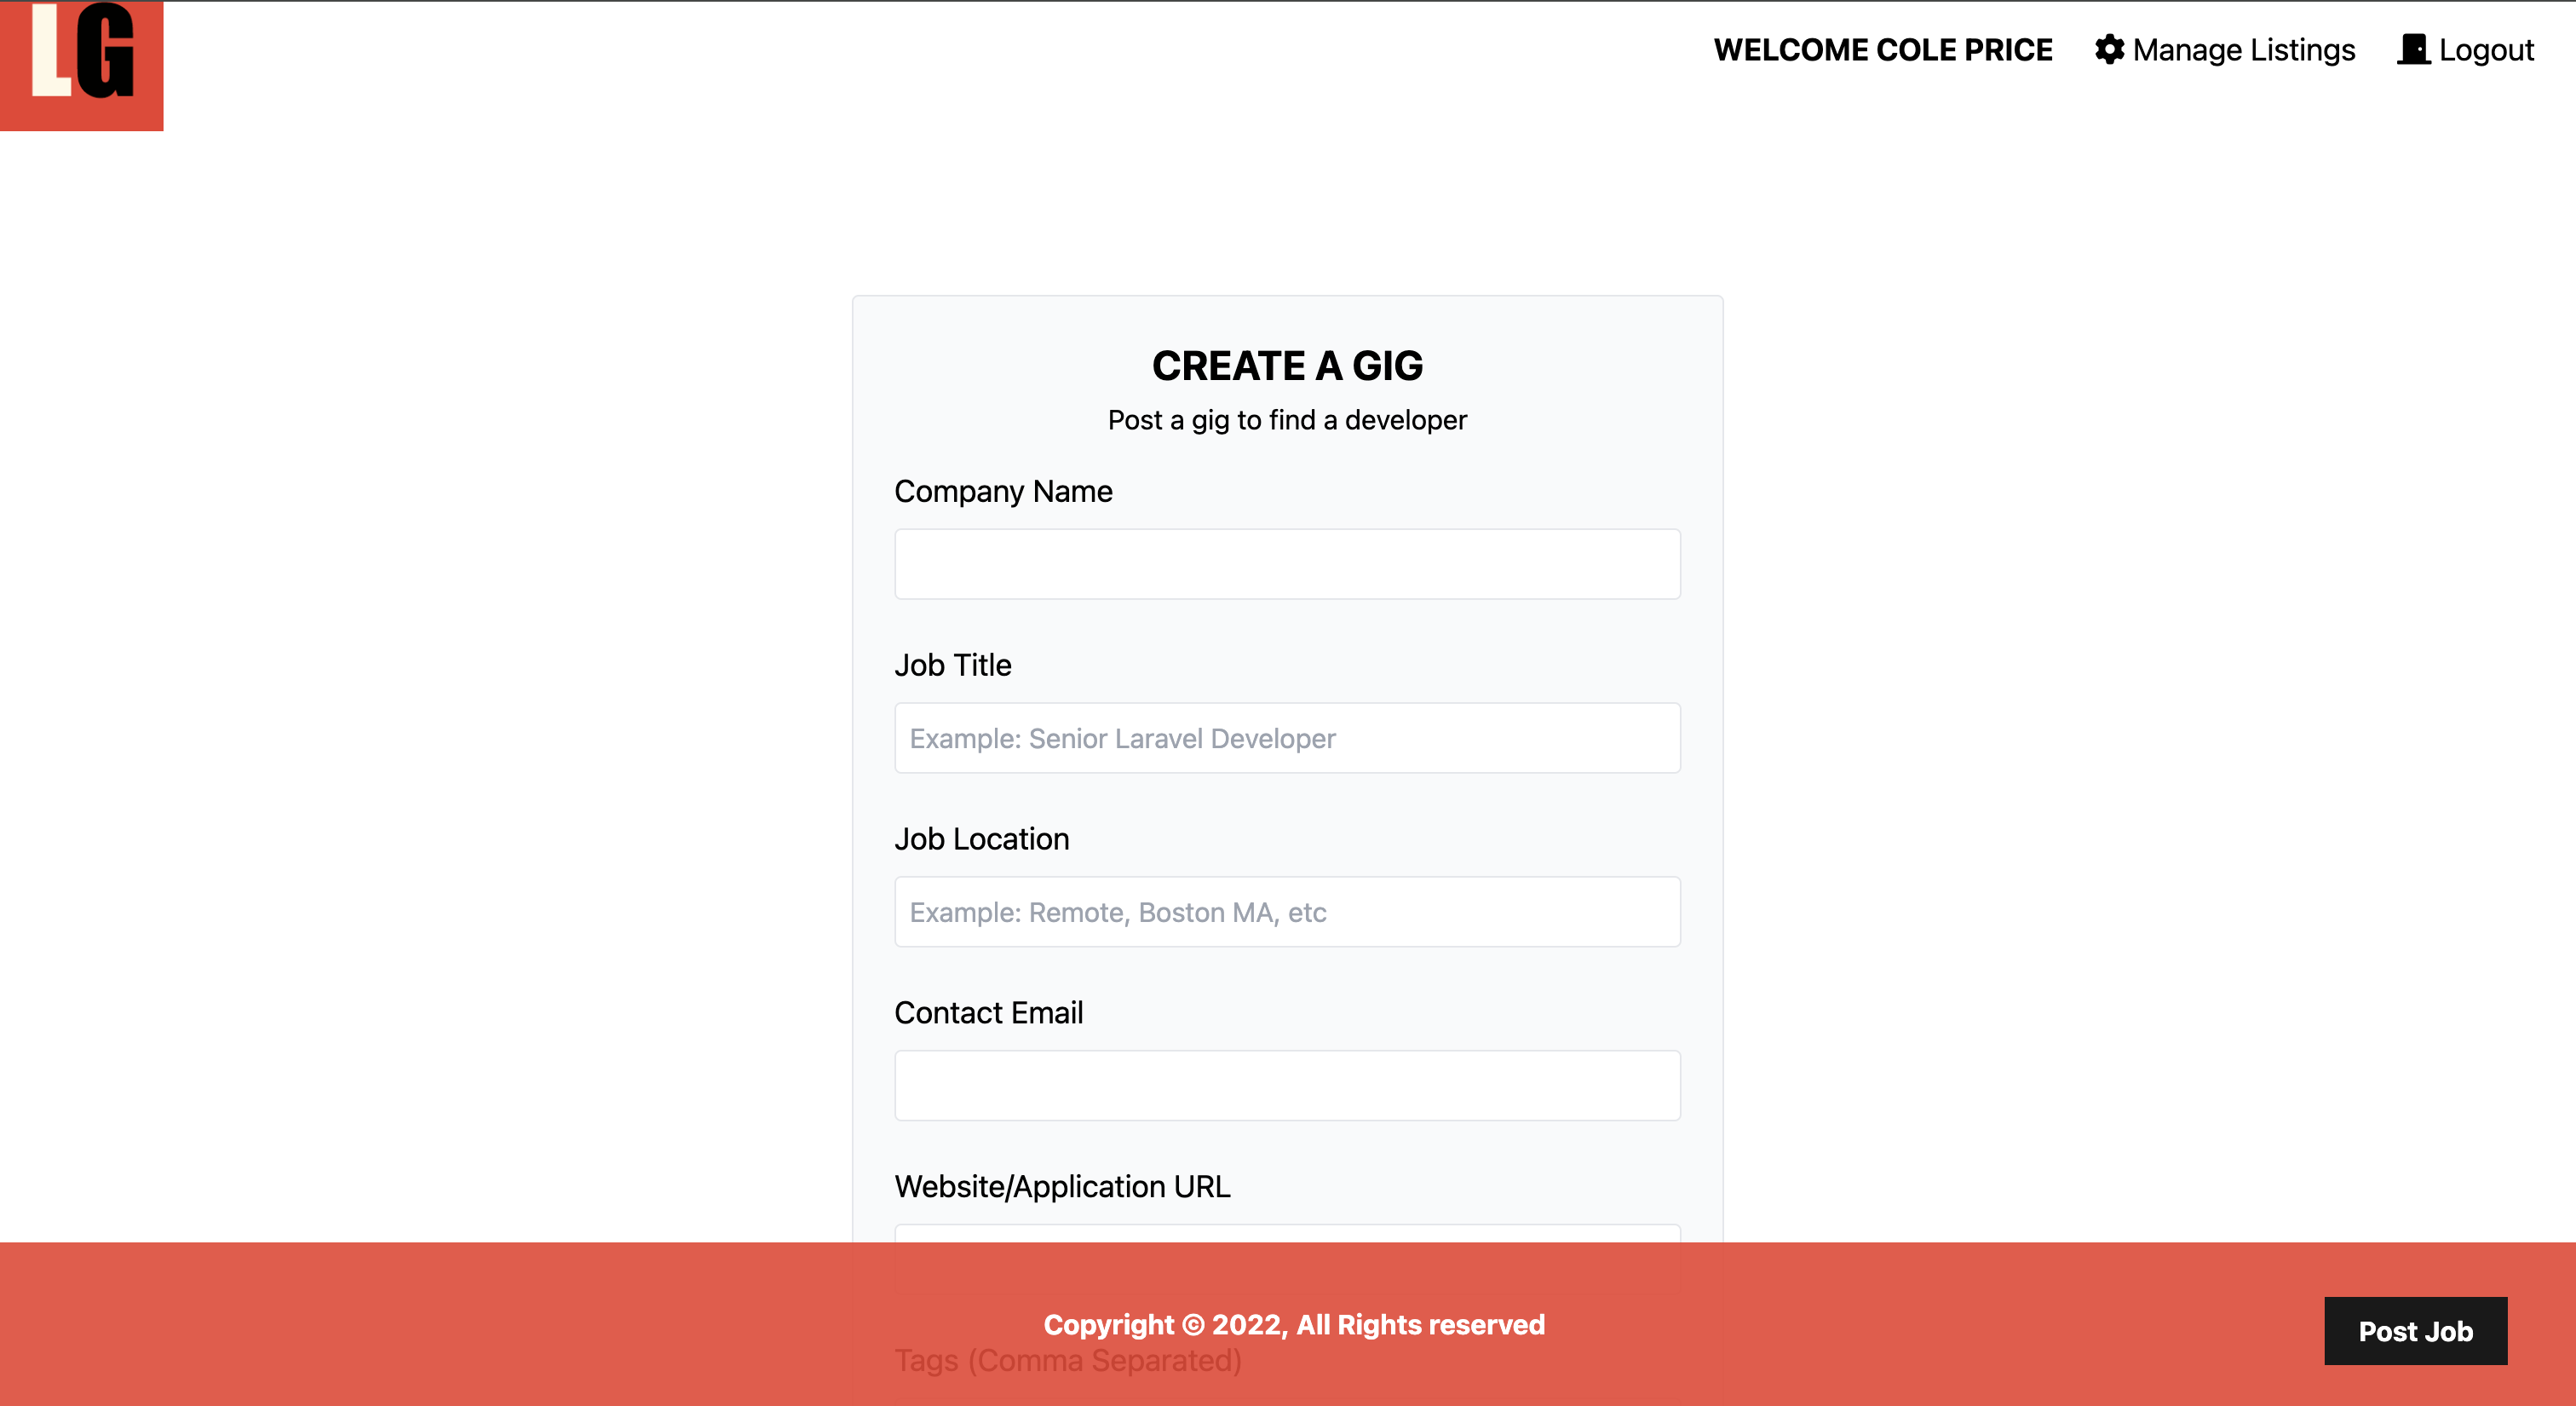 LG
WELCOME COLE PRICE
Manage Listings
Logout
CREATE A GIG
Post a gig to find a developer
Company Name
Job Title
Example: Senior Laravel Developer
Job Location
Example: Remote, Boston MA, etc
Contact Email
Website/Application URL
Copyright © 2022, All Rights reserved
Post Job
Tags (Comma Separated)